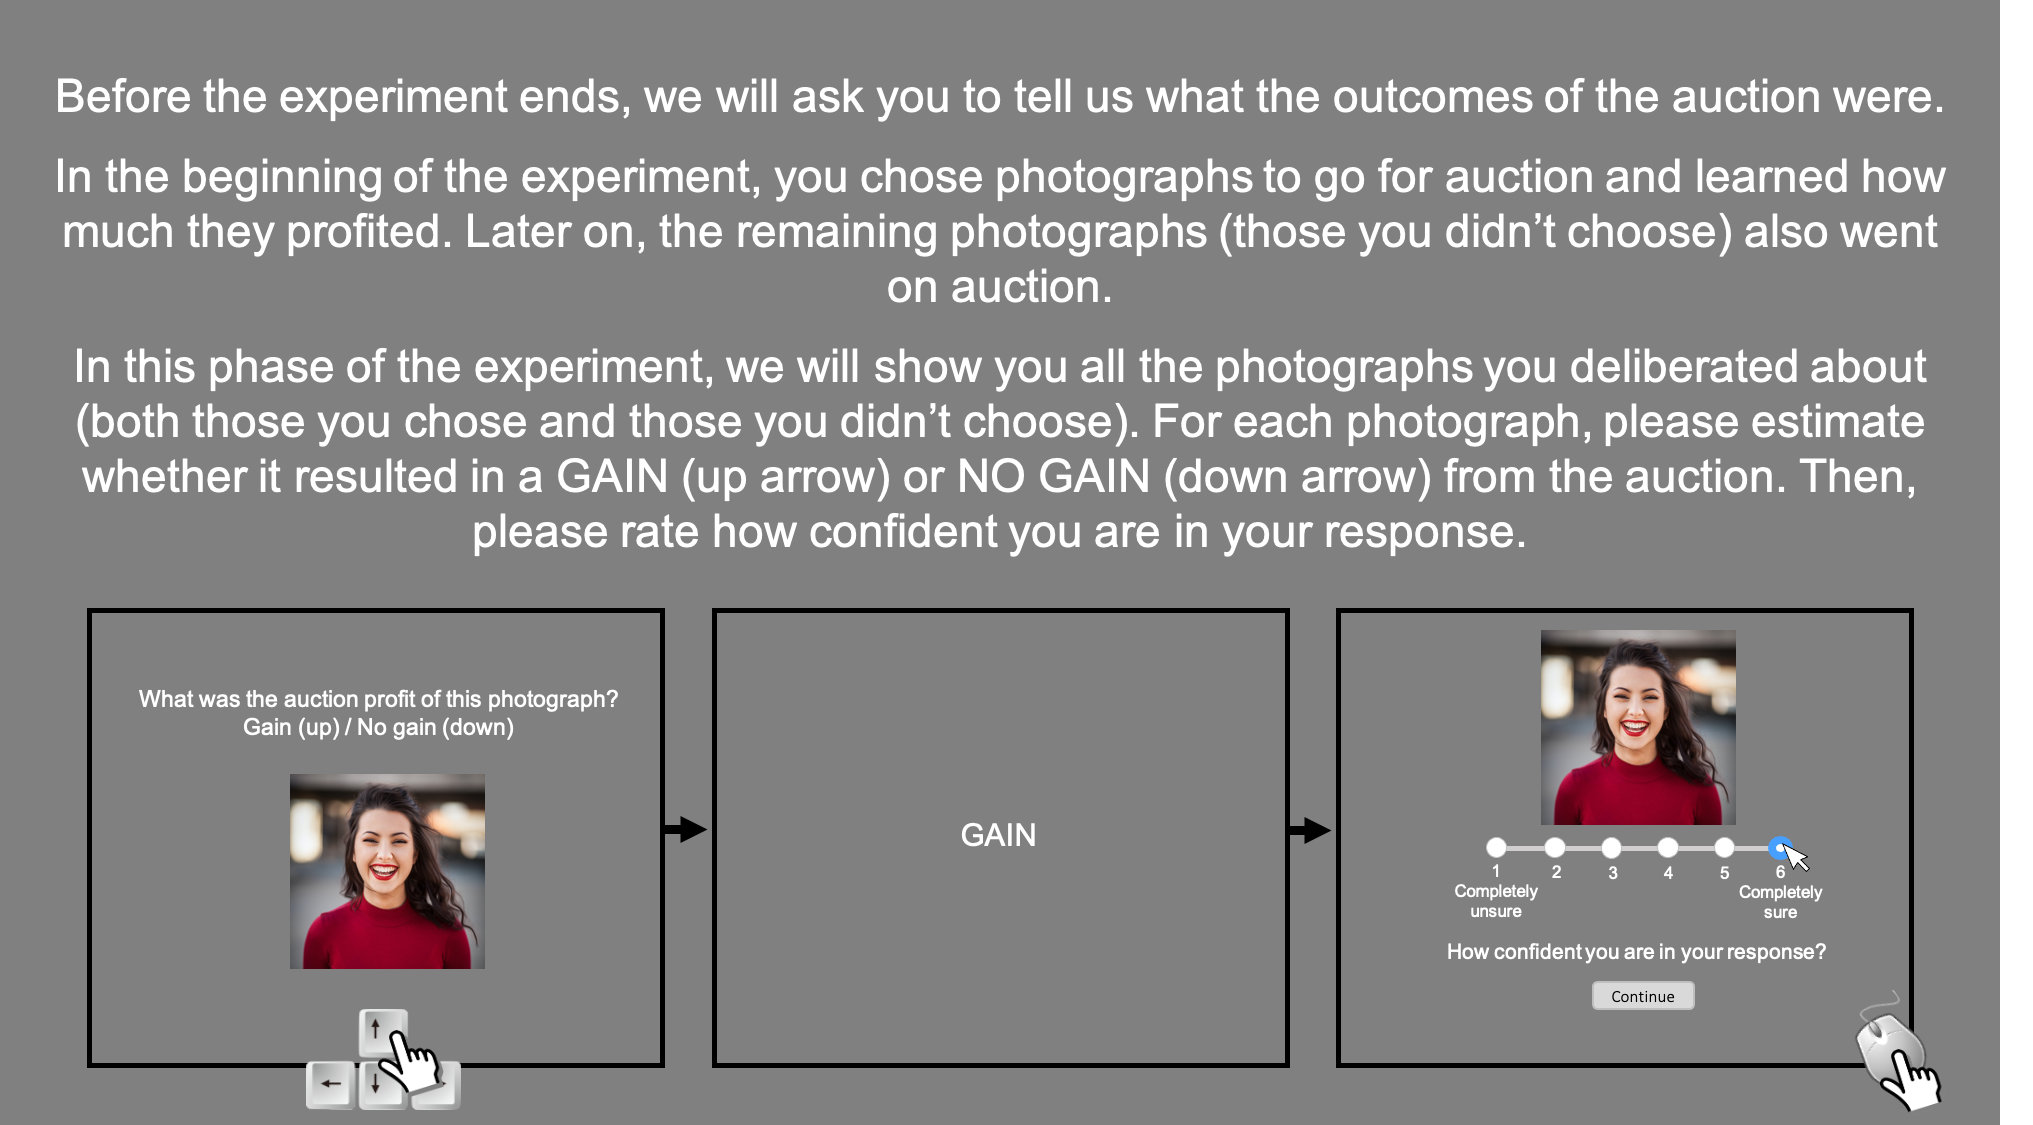 Before the experiment ends, we will ask you to tell us what the outcomes of the auction were.
In the beginning of the experiment, you chose photographs to go for auction and learned how
much they profited. Later on, the remaining photographs (those you didn’t choose) also went
on auction.
In this phase of the experiment, we will show you all the photographs you deliberated about
(both those you chose and those you didn’t choose). For each photograph, please estimate
whether it resulted in a GAIN (up arrow) or NO GAIN (down arrow) from the auction. Then,
please rate how confident you are in your response.
What was the auction profit of this photograph?
Gain (up) / No gain (down)
GAIN
1 2 3 4 5 6
Completely Completely
unsure sure
How confident you are in your response?
Continue